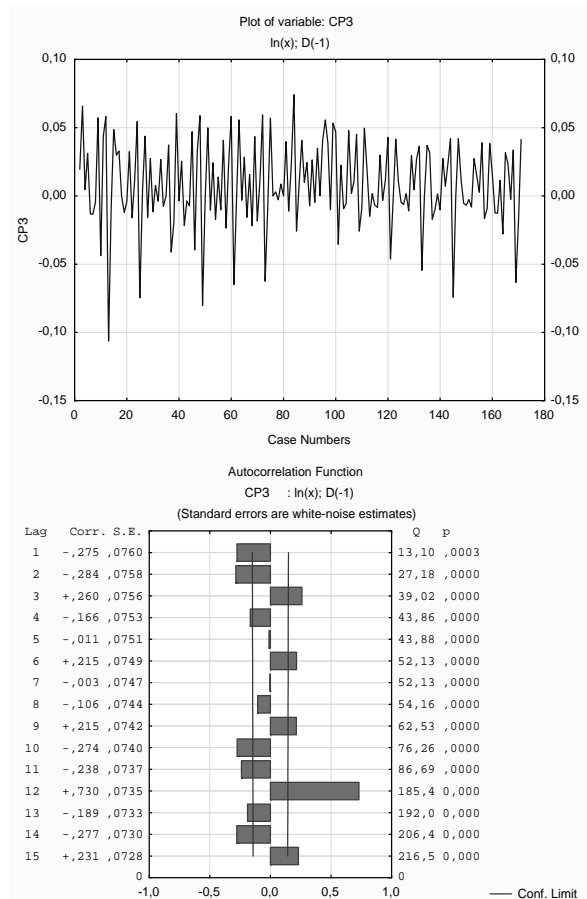 Plot of variable: CP3
ln(x); D(-1)
0,10 0,10
0,05 0,05
0,00 0,00
-0,05 -0,05
-0,10 -0,10
-0,15 -0,15
CP3
0 20 40 60 80 100 120 140 160 180
Case Numbers
Autocorrelation Function
CP3 : ln(x); D(-1)
(Standard errors are white-noise estimates)
Lag Corr. S.E. Q p
1 -,275 ,0760 13,10 ,0003
2 -,284 ,0758 27,18 ,0000
3 +,260 ,0756 39,02 ,0000
4 -,166 ,0753 43,86 ,0000
5 -,011 ,0751 43,88 ,0000
6 +,215 ,0749 52,13 ,0000
7 -,003 ,0747 52,13 ,0000
8 -,106 ,0744 54,16 ,0000
9 +,215 ,0742 62,53 ,0000
10 -,274 ,0740 76,26 ,0000
11 -,238 ,0737 86,69 ,0000
12 +,730 ,0735 185,4 0,000
13 -,189 ,0733 192,0 0,000
14 -,277 ,0730 206,4 0,000
15 +,231 ,0728 216,5 0,000
0 0
-1,0 -0,5 0,0 0,5 1,0
Conf. Limit